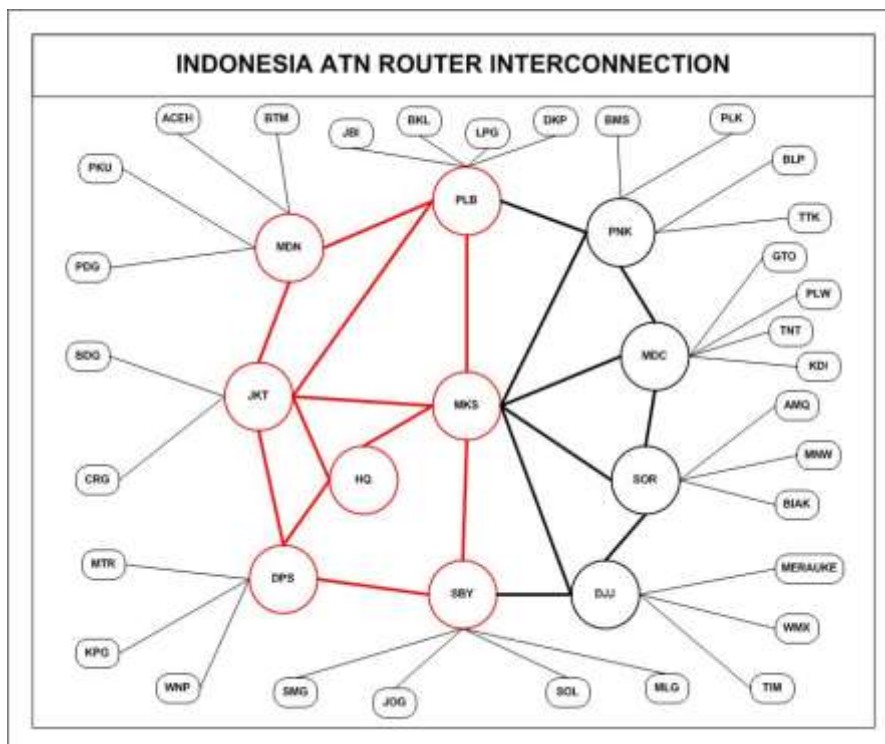 INDONESIA ATN ROUTER INTERCONNECTION
ACEH
BTM
JBI
BKL
LPG
DKP
BMS
PLK
PKU
BLP
PLB
TTK
MDN
PNK
PDG
GTO
PLW
TNT
MDC
KDI
BDG
JKT
MKS
AMQ
MNW
CRG
HQ
SOR
BIAK
MTR
DPS
SBY
DJJ
MERAUKE
WMX
KPG
WNP
SMG
JOG
SOL
MLG
TIM